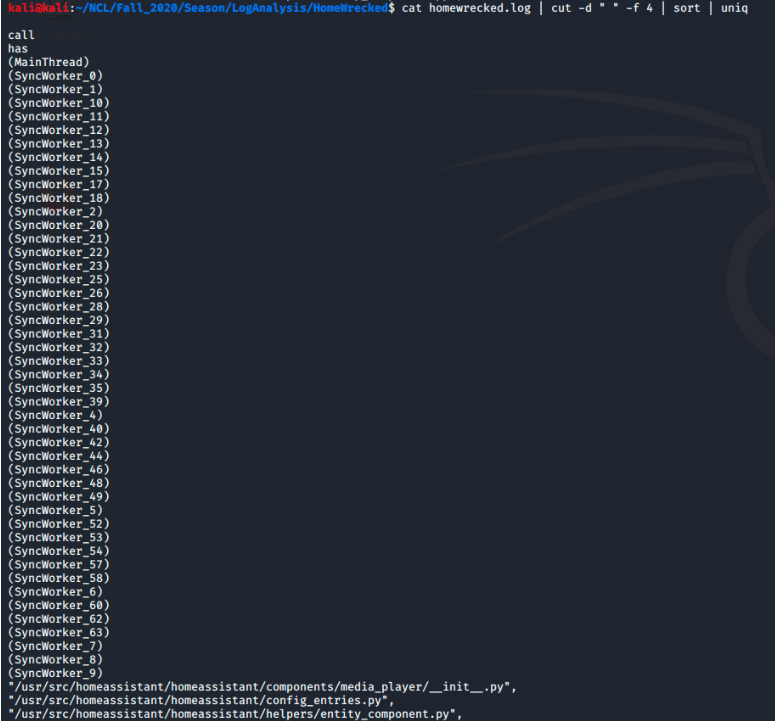 kali@kali:~/NCL/Fall_2020/Season/LogAnalysis/HomeWrecked$ cat homewrecked.log | cut -d " " -f 4 | sort | uniq
call
has
(MainThread)
(SyncWorker_0)
(SyncWorker_1)
(SyncWorker_10)
(SyncWorker_11)
(SyncWorker_12)
(SyncWorker_13)
(SyncWorker_14)
(SyncWorker_15)
(SyncWorker_17)
(SyncWorker_18)
(SyncWorker_2)
(SyncWorker_20)
(SyncWorker_21)
(SyncWorker_22)
(SyncWorker_23)
(SyncWorker_25)
(SyncWorker_26)
(SyncWorker_28)
(SyncWorker_29)
(SyncWorker_31)
(SyncWorker_32)
(SyncWorker_33)
(SyncWorker_34)
(SyncWorker_35)
(SyncWorker_39)
(SyncWorker_4)
(SyncWorker_40)
(SyncWorker_42)
(SyncWorker_44)
(SyncWorker_46)
(SyncWorker_48)
(SyncWorker_49)
(SyncWorker_5)
(SyncWorker_52)
(SyncWorker_53)
(SyncWorker_54)
(SyncWorker_57)
(SyncWorker_58)
(SyncWorker_6)
(SyncWorker_60)
(SyncWorker_62)
(SyncWorker_63)
(SyncWorker_7)
(SyncWorker_8)
(SyncWorker_9)
"/usr/src/homeassistant/homeassistant/components/media_player/__init__.py",
"/usr/src/homeassistant/homeassistant/config_entries.py",
"/usr/src/homeassistant/homeassistant/helpers/entity_component.py",